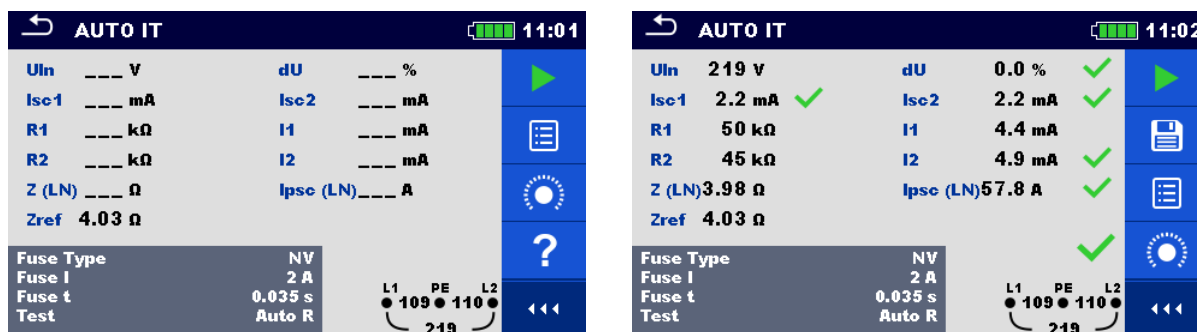 AUTO IT 11:01
Uln ___ V dU ___ %
Isc1 ___ mA Isc2 ___ mA
R1 ___ kΩ I1 ___ mA
R2 ___ kΩ I2 ___ mA
Z (LN) ___ Ω Ipsc (LN)___ A
Zref 4.03 Ω
?
Fuse Type NV
Fuse I 2 A
Fuse t 0.035 s
Test Auto R
L1 PE L2
109 110
219
AUTO IT 11:02
Uln 219 V dU 0.0 %
Isc1 2.2 mA Isc2 2.2 mA
R1 50 kΩ I1 4.4 mA
R2 45 kΩ I2 4.9 mA
Z (LN)3.98 Ω Ipsc (LN)57.8 A
Zref 4.03 Ω
Fuse Type NV
Fuse I 2 A
Fuse t 0.035 s
Test Auto R
L1 PE L2
109 110
219